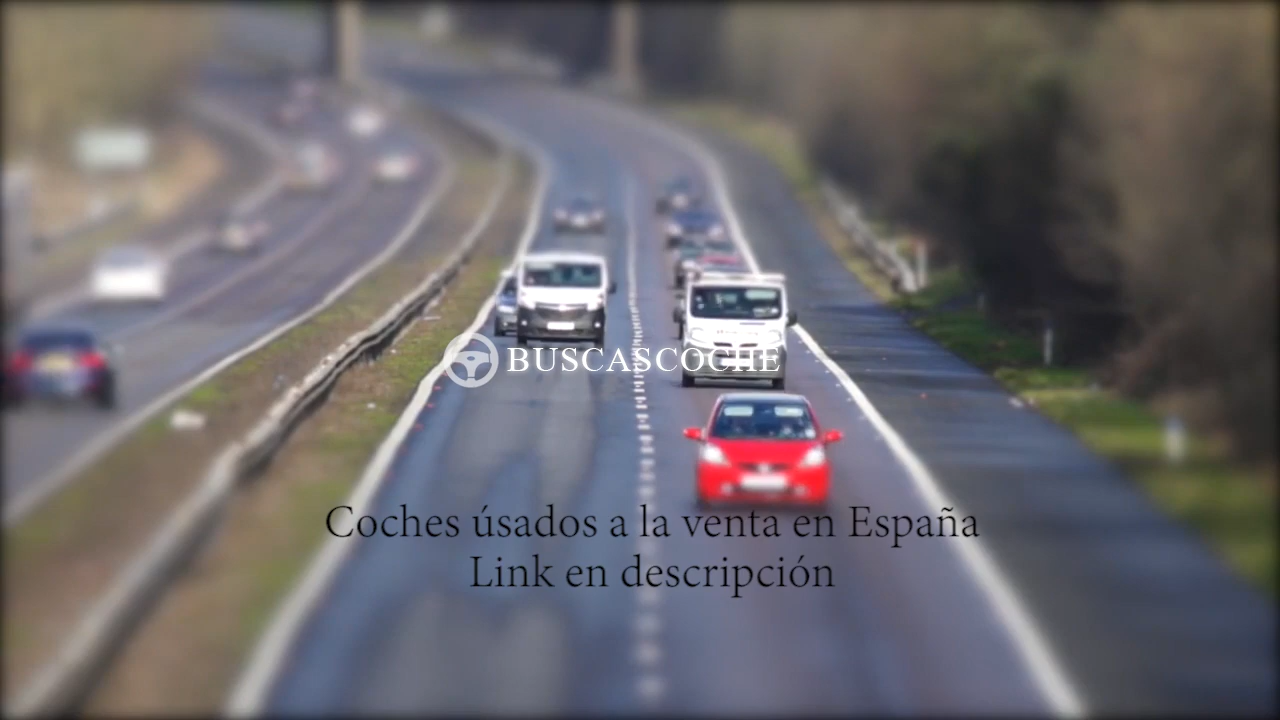 BUSCASCOCHE
Coches úsados a la venta en España
Link en descripción